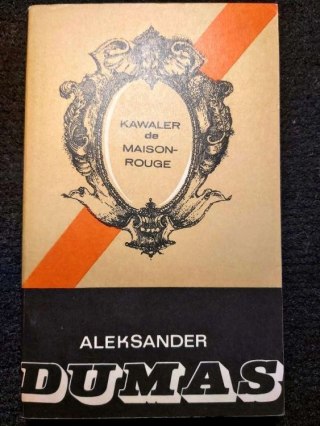 KAWALER
de
MAISON-
ROUGE
ALEKSANDER
DUMAS